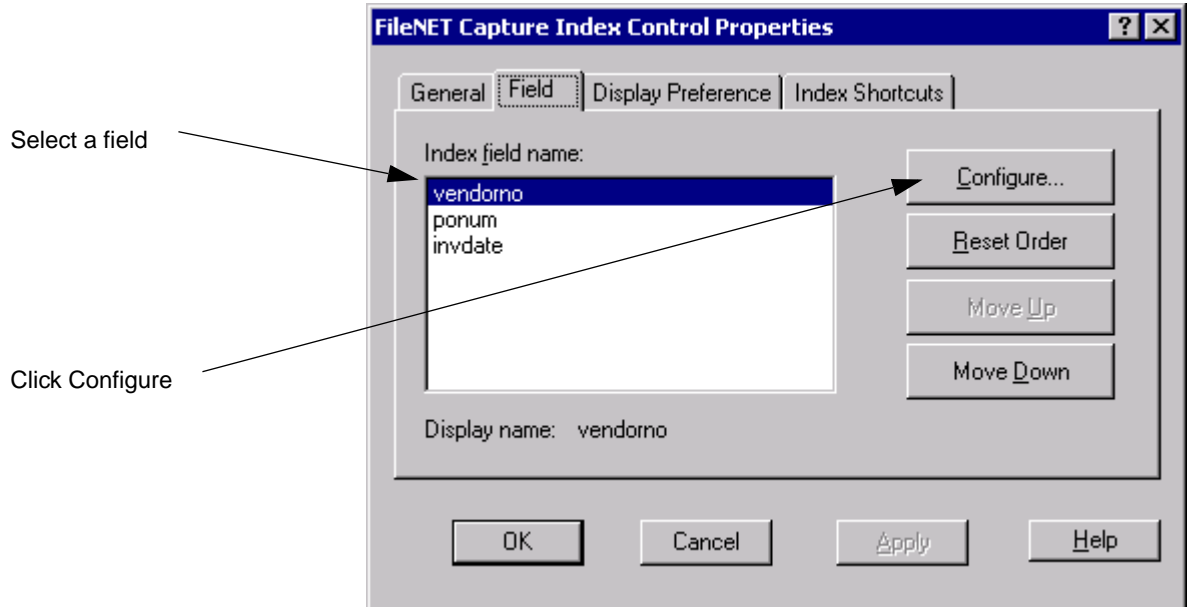 FileNET Capture Index Control Properties
General Field Display Preference Index Shortcuts
Select a field
Index field name:
vendorno
ponum
invdate
Configure...
Reset Order
Move Up
Move Down
Click Configure
Display name: vendorno
OK Cancel Apply Help